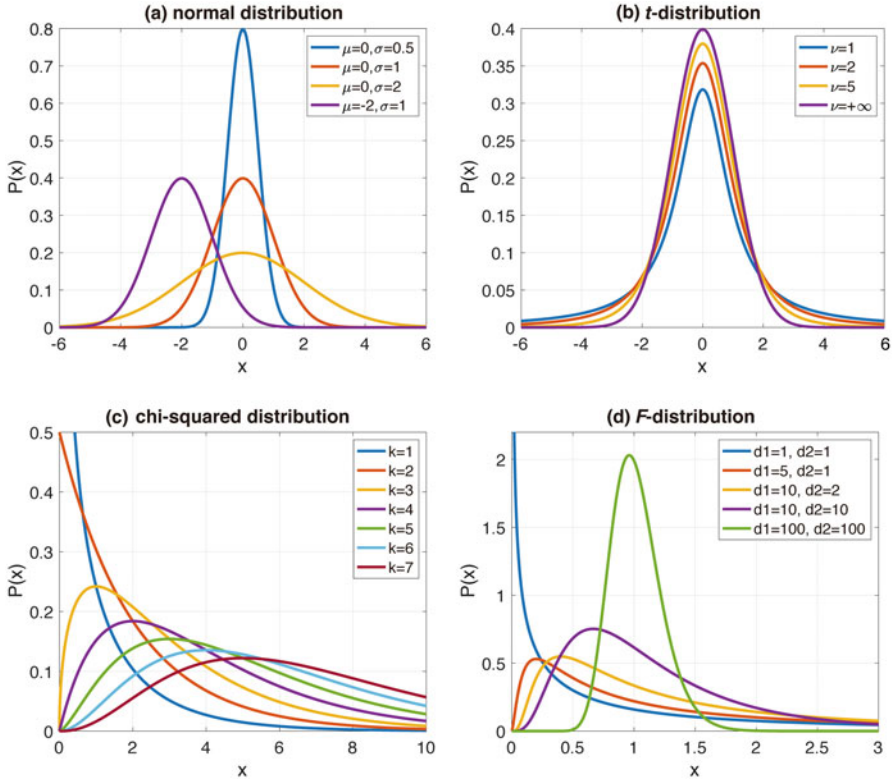 (a) normal distribution
0.8
0.7
0.6
0.5
0.4
0.3
0.2
0.1
0
P(x)
-6 -4 -2 0 2 4 6
x
μ=0,σ=0.5
μ=0,σ=1
μ=0,σ=2
μ=-2,σ=1
(b) t-distribution
0.4
0.35
0.3
0.25
0.2
0.15
0.1
0.05
0
P(x)
-6 -4 -2 0 2 4 6
x
ν=1
ν=2
ν=5
ν=+∞
(c) chi-squared distribution
0.5
0.4
0.3
0.2
0.1
0
P(x)
0 2 4 6 8 10
x
k=1
k=2
k=3
k=4
k=5
k=6
k=7
(d) F-distribution
2
1.5
1
0.5
0
P(x)
0 0.5 1 1.5 2 2.5 3
x
d1=1, d2=1
d1=5, d2=1
d1=10, d2=2
d1=10, d2=10
d1=100, d2=100